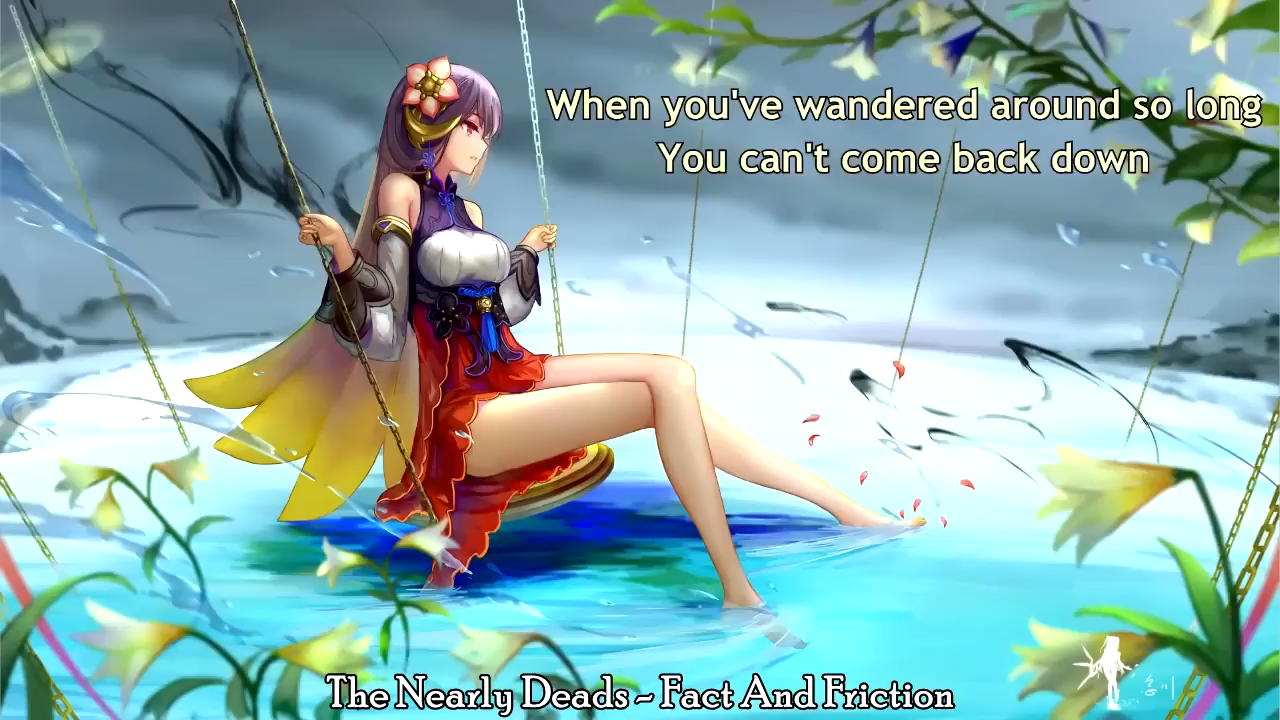 When you've wandered around so long
You can't come back down
The Nearly Deads ~ Fact And Friction